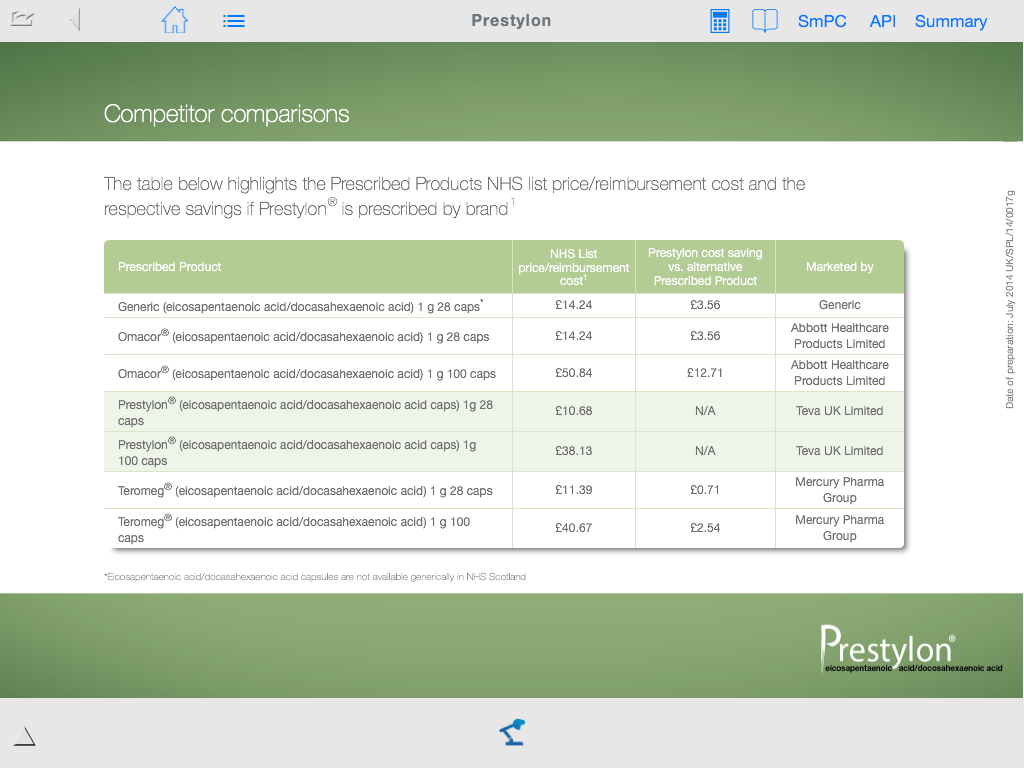 Prestylon
SmPC
API
Summary
Competitor comparisons
The table below highlights the Prescribed Products NHS list price/reimbursement cost and the
respective savings if Prestylon® is prescribed by brand1
Prescribed Product
NHS List
price/reimbursement
cost1
Prestylon cost saving
vs. alternative
Prescribed Product
Marketed by
Generic (eicosapentaenoic acid/docasahexaenoic acid) 1 g 28 caps*
£14.24
£3.56
Generic
Omacor® (eicosapentaenoic acid/docasahexaenoic acid) 1 g 28 caps
£14.24
£3.56
Abbott Healthcare
Products Limited
Omacor® (eicosapentaenoic acid/docasahexaenoic acid) 1 g 100 caps
£50.84
£12.71
Abbott Healthcare
Products Limited
Prestylon® (eicosapentaenoic acid/docasahexaenoic acid caps) 1g 28
caps
£10.68
N/A
Teva UK Limited
Prestylon® (eicosapentaenoic acid/docasahexaenoic acid caps) 1g
100 caps
£38.13
N/A
Teva UK Limited
Teromeg® (eicosapentaenoic acid/docasahexaenoic acid) 1 g 28 caps
£11.39
£0.71
Mercury Pharma
Group
Teromeg® (eicosapentaenoic acid/docasahexaenoic acid) 1 g 100
caps
£40.67
£2.54
Mercury Pharma
Group
*Eicosapentaenoic acid/docasahexaenoic acid capsules are not available generically in NHS Scotland
Date of preparation: July 2014 UK/SPL/14/0017g
Prestylon®
eicosapentaenoic acid/docosahexaenoic acid